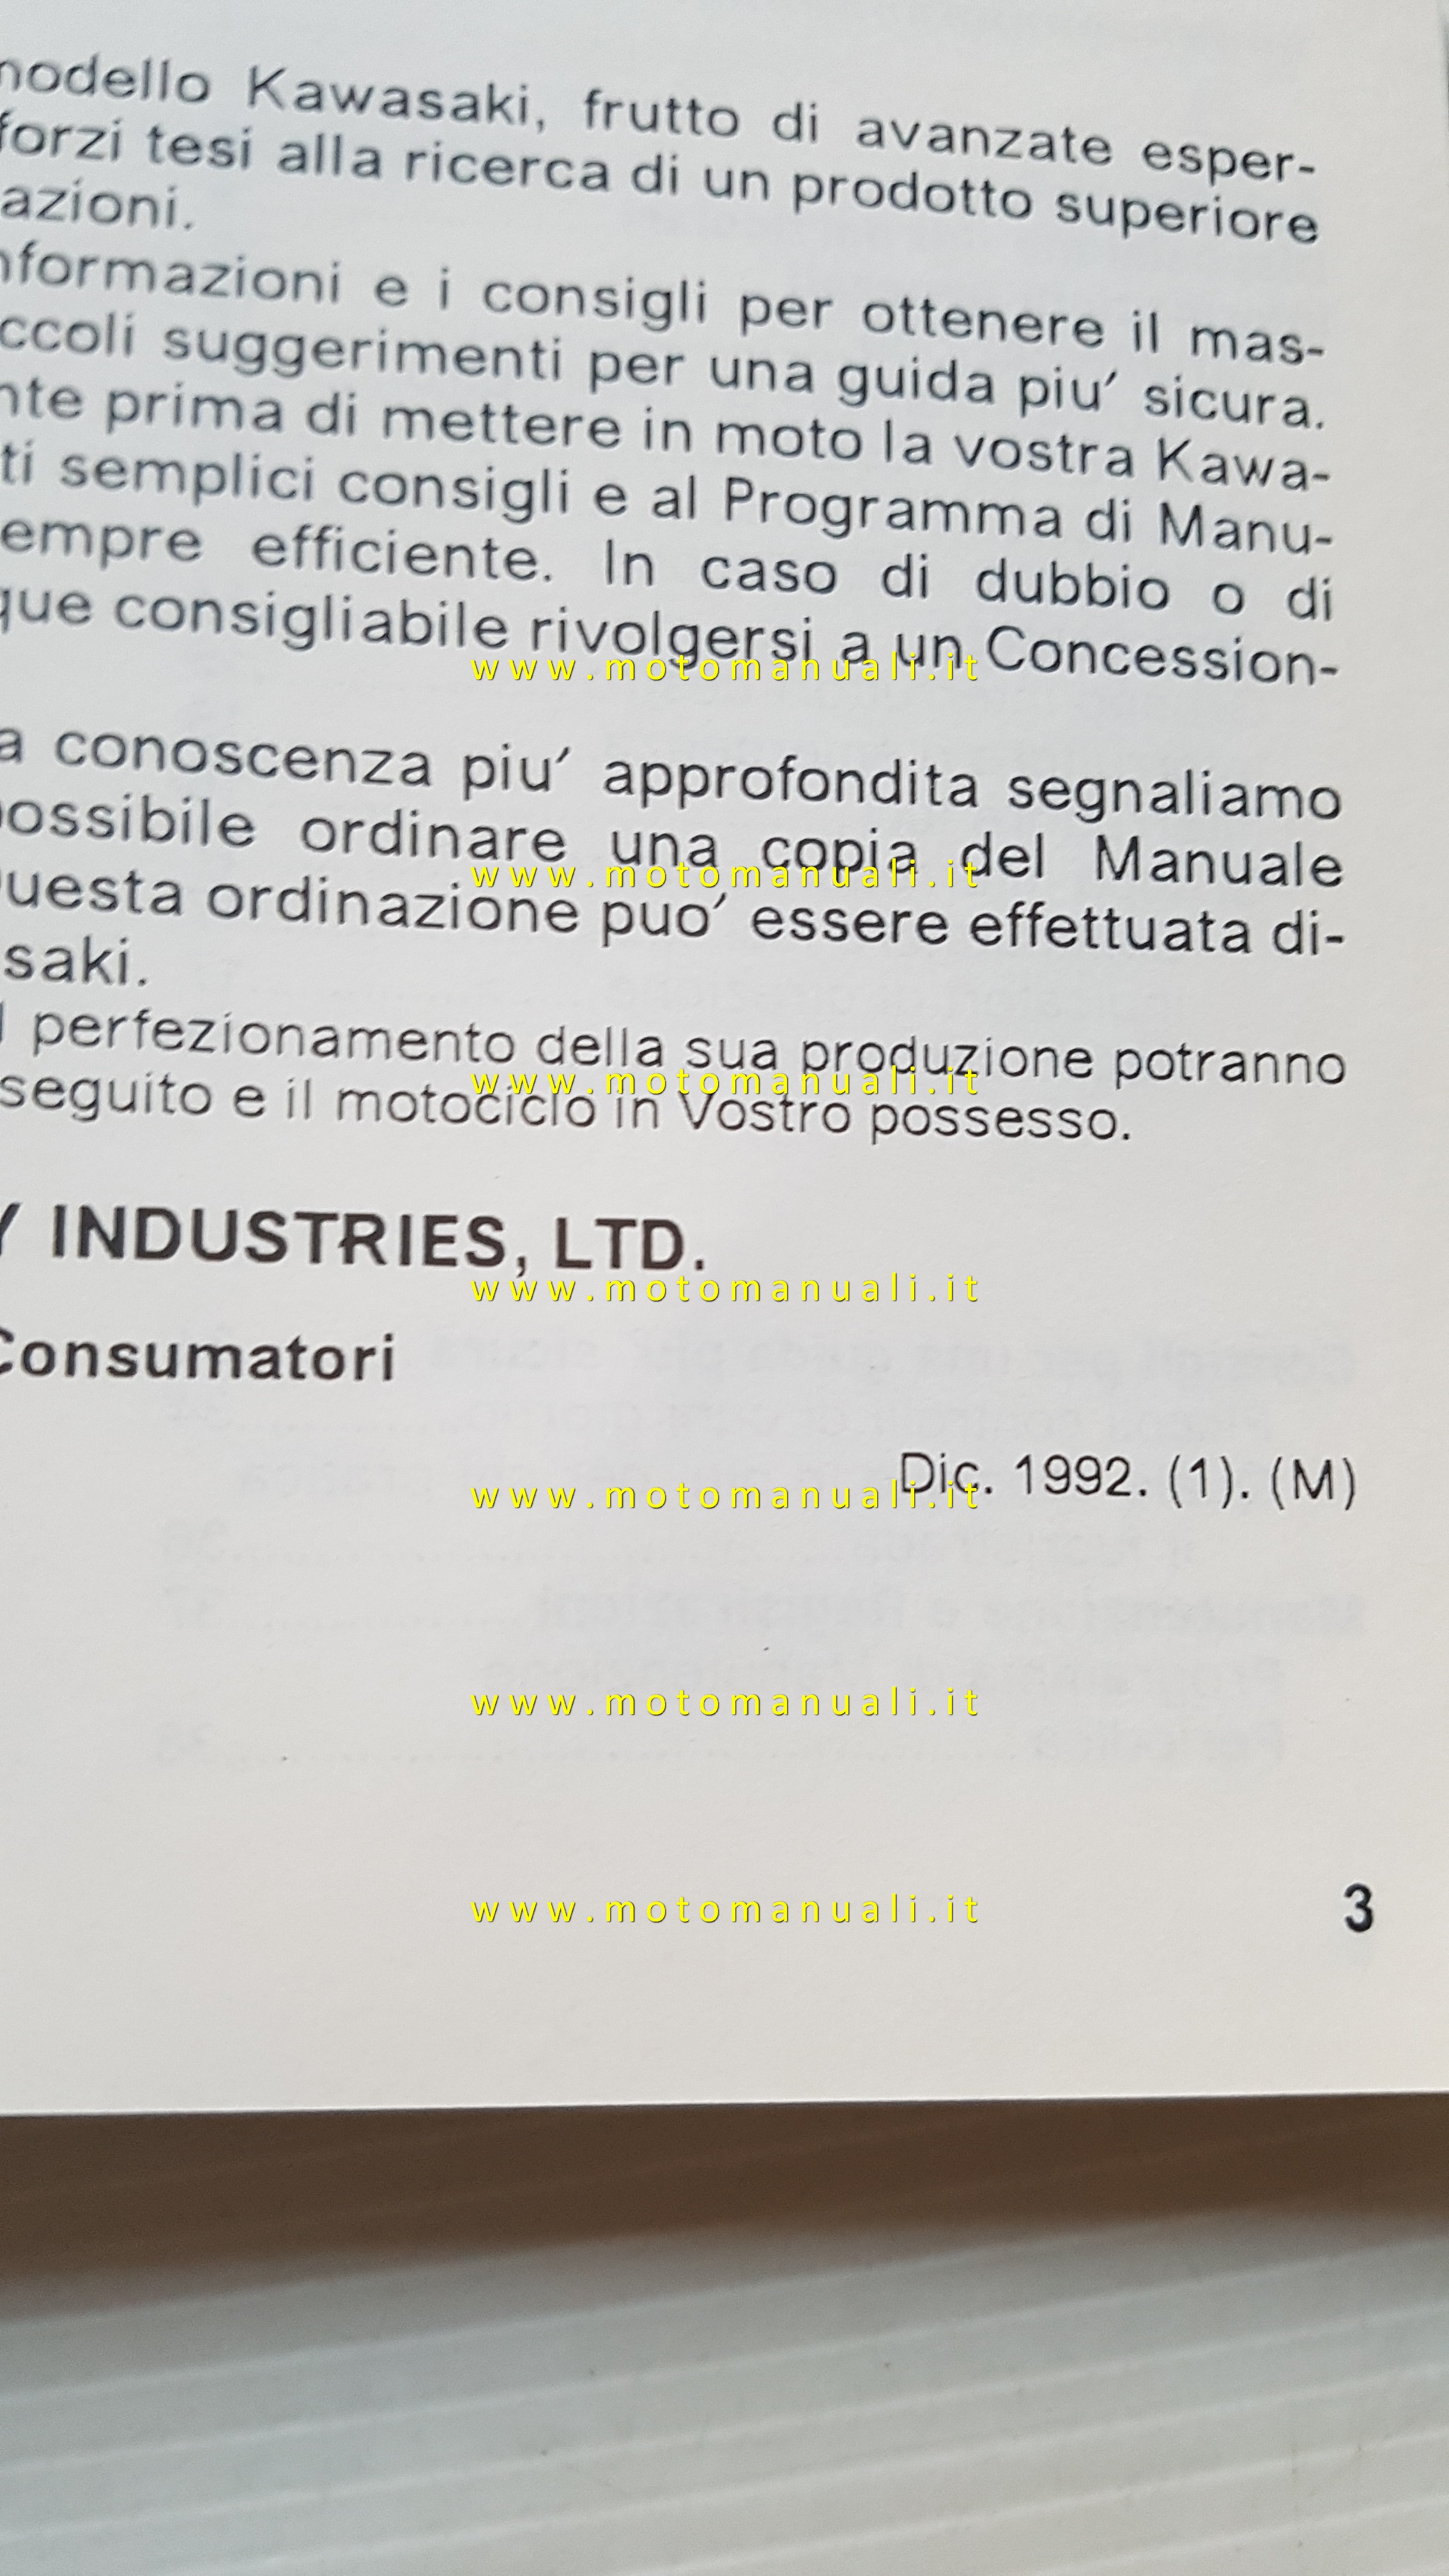 modello Kawasaki, frutto di avanzate esper-
forzi tesi alla ricerca di un prodotto superiore
azioni.
nformazioni e i consigli per ottenere il mas-
ccoli suggerimenti per una guida piu' sicura.
nte prima di mettere in moto la vostra Kawa-
ti semplici consigli e al Programma di Manu-
empre efficiente. In caso di dubbio o di
que consigliabile rivolgersi a un Concession-
www.motomanuali.it
a conoscenza piu' approfondita segnaliamo
possibile ordinare una copia del Manuale
www.motomanuali.it
questa ordinazione puo' essere effettuata di-
saki.
l perfezionamento della sua produzione potranno
www.motomanuali.it
seguito e il motociclo in Vostro possesso.
Y INDUSTRIES, LTD.
www.motomanuali.it
Consumatori
Dic. 1992. (1). (M)
www.motomanuali.it
www.motomanuali.it
www.motomanuali.it
3